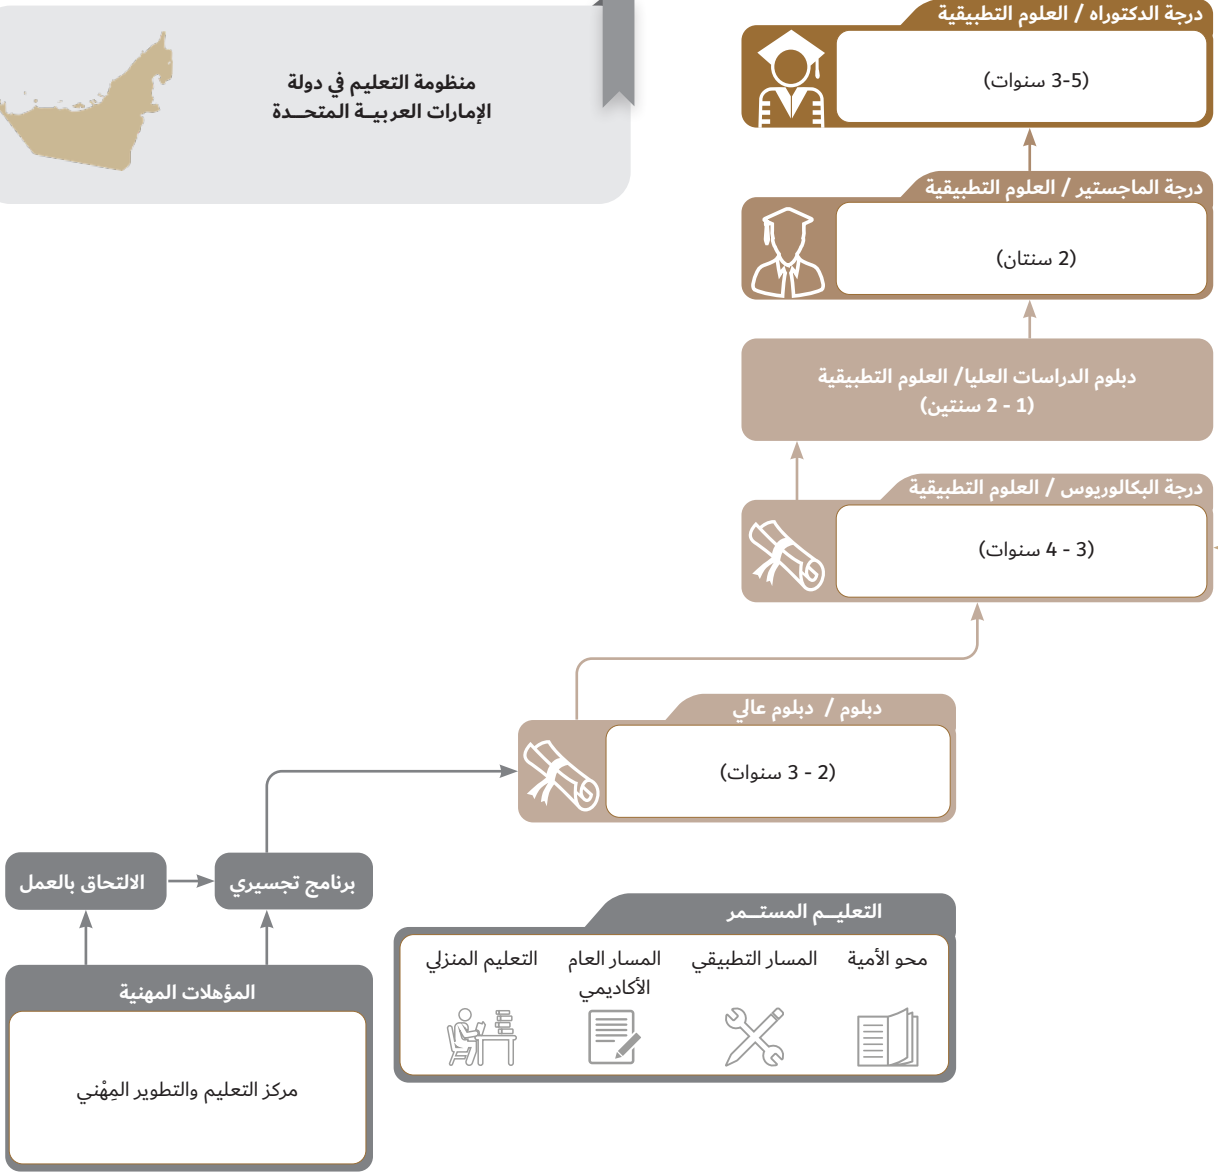 منظومة التعليم في دولة
الإمارات العربيــة المتحــدة
درجة الدكتوراه / العلوم التطبيقية
(3-5 سنوات)
درجة الماجستير / العلوم التطبيقية
(2 سنتان)
دبلوم الدراسات العليا/ العلوم التطبيقية
(1 - 2 سنتين)
درجة البكالوريوس / العلوم التطبيقية
(3 - 4 سنوات)
دبلوم / دبلوم عالي
(2 - 3 سنوات)
برنامج تجسيري
الالتحاق بالعمل
التعليــم المستــمر
محو الأمية
المسار التطبيقي
المسار العام
الأكاديمي
التعليم المنزلي
المؤهلات المهنية
مركز التعليم والتطوير المِهْني